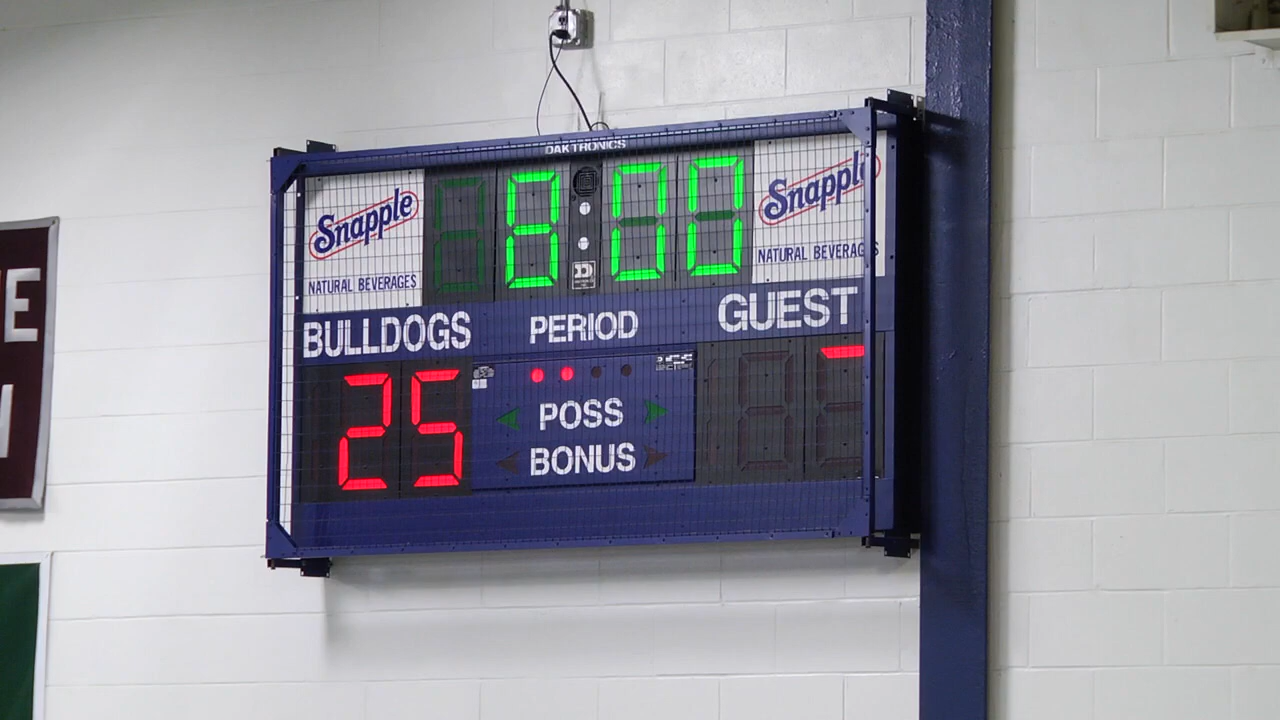 DAKTRONICS
Snapple
NATURAL BEVERAGES
8:00
Snapple
NATURAL BEVERAGES
BULLDOGS
PERIOD
GUEST
25
POSS
BONUS
E